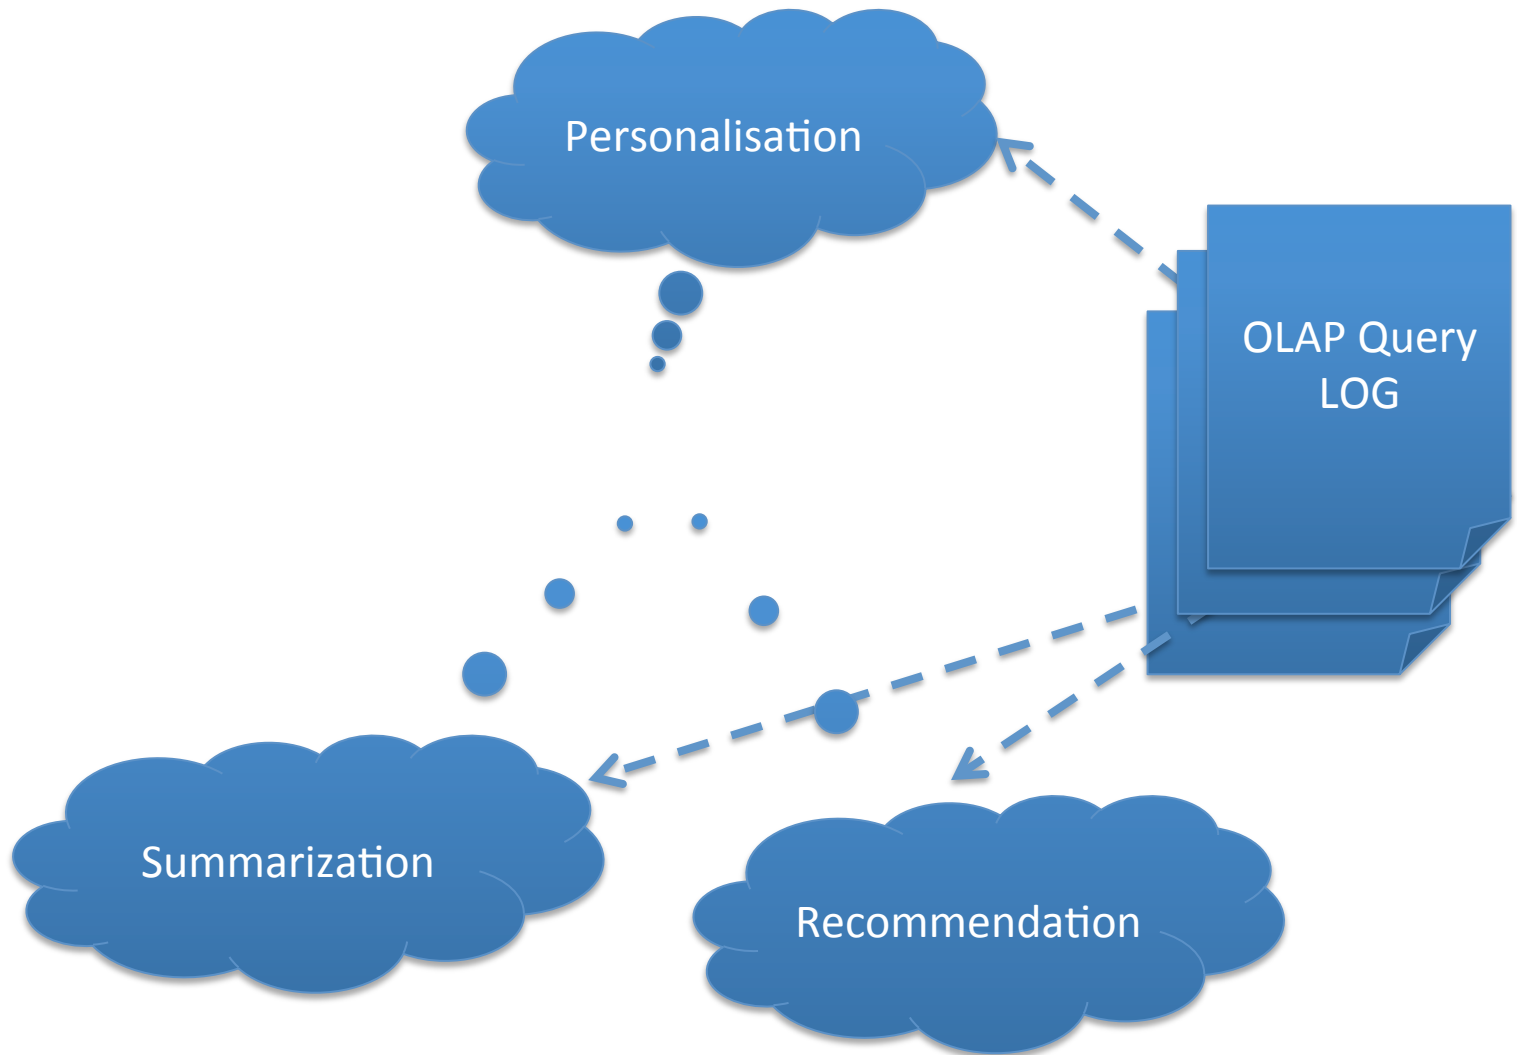 Personalisation
OLAP Query
LOG
Summarization
Recommendation